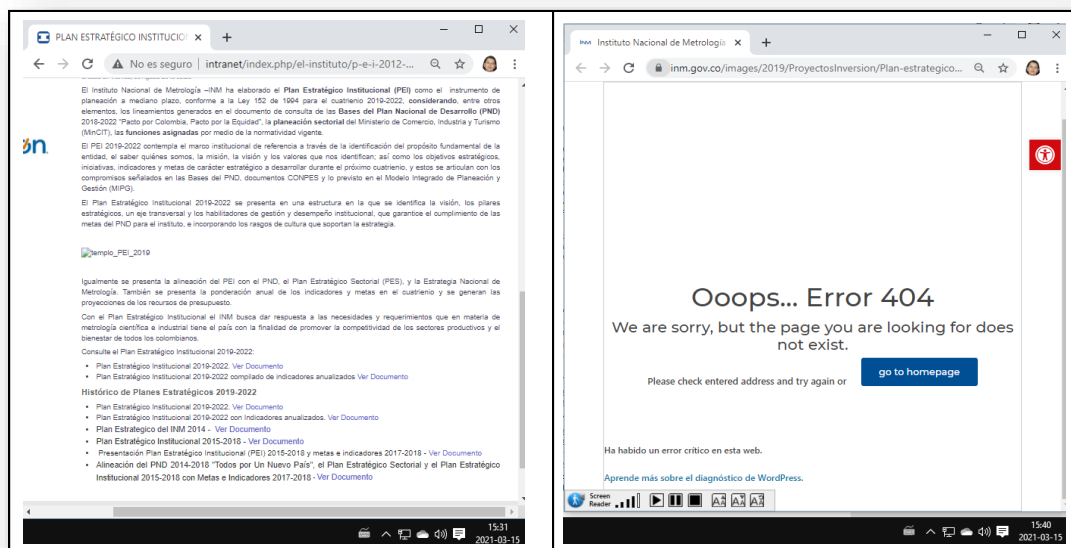 PLAN ESTRATÉGICO INSTITUCIO
No es seguro | intranet/index.php/el-instituto/p-e-i-2012-...
ón
El Instituto Nacional de Metrología –INM ha elaborado el Plan Estratégico Institucional (PEI) como el instrumento de
planeación a mediano plazo, conforme a la Ley 152 de 1994 para el cuatrienio 2019-2022, considerando, entre otros
elementos, los lineamientos generados en el documento de consulta de las Bases del Plan Nacional de Desarrollo (PND)
2018-2022 "Pacto por Colombia, Pacto por la Equidad", la planeación sectorial del Ministerio de Comercio, Industria y Turismo
(MinCIT), las funciones asignadas por medio de la normatividad vigente.
El PEI 2019-2022 contempla el marco institucional de referencia a través de la identificación del propósito fundamental de la
entidad, el saber quiénes somos, la misión, la visión y los valores que nos identifican; así como los objetivos estratégicos,
iniciativas, indicadores y metas de carácter estratégico a desarrollar durante el próximo cuatrienio, y estos se articulan con los
compromisos señalados en las Bases del PND, documentos CONPES y lo previsto en el Modelo Integrado de Planeación y
Gestión (MIPG).
El Plan Estratégico Institucional 2019-2022 se presenta en una estructura en la que se identifica la visión, los pilares
estratégicos, un eje transversal y los habilitadores de gestión y desempeño institucional, que garantice el cumplimiento de las
metas del PND para el instituto, e incorporando los rasgos de cultura que soportan la estrategia.
templo_PEI_2019
Igualmente se presenta la alineación del PEI con el PND, el Plan Estratégico Sectorial (PES), y la Estrategia Nacional de
Metrología. También se presenta la ponderación anual de los indicadores y metas en el cuatrienio y se generan las
proyecciones de los recursos de presupuesto.
Con el Plan Estratégico Institucional el INM busca dar respuesta a las necesidades y requerimientos que en materia de
metrología científica e industrial tiene el país con la finalidad de promover la competividad de los sectores productivos y el
bienestar de todos los colombianos.
Consulte el Plan Estratégico Institucional 2019-2022:
• Plan Estratégico Institucional 2019-2022. Ver Documento
• Plan Estratégico Institucional 2019-2022 compilado de indicadores anualizados Ver Documento
Histórico de Planes Estratégicos 2019-2022
• Plan Estratégico Institucional 2019-2022. Ver Documento
• Plan Estratégico Institucional 2019-2022 con Indicadores anualizados. Ver Documento
• Plan Estrategico del INM 2014 - Ver Documento
• Plan Estratégico Institucional 2015-2018 - Ver Documento
• Presentación Plan Estratégico Institucional (PEI) 2015-2018 y metas e indicadores 2017-2018 - Ver Documento
• Alineación del PND 2014-2018 "Todos por Un Nuevo País", el Plan Estratégico Sectorial y el Plan Estratégico
Institucional 2015-2018 con Metas e Indicadores 2017-2018 - Ver Documento
15:31
2021-03-15
INM Instituto Nacional de Metrología
inm.gov.co/images/2019/ProyectosInversion/Plan-estrategico...
Ooops... Error 404
We are sorry, but the page you are looking for does
not exist.
Please check entered address and try again or go to homepage
Ha habido un error crítico en esta web.
Aprende más sobre el diagnóstico de WordPress.
Screen
Reader
15:40
2021-03-15